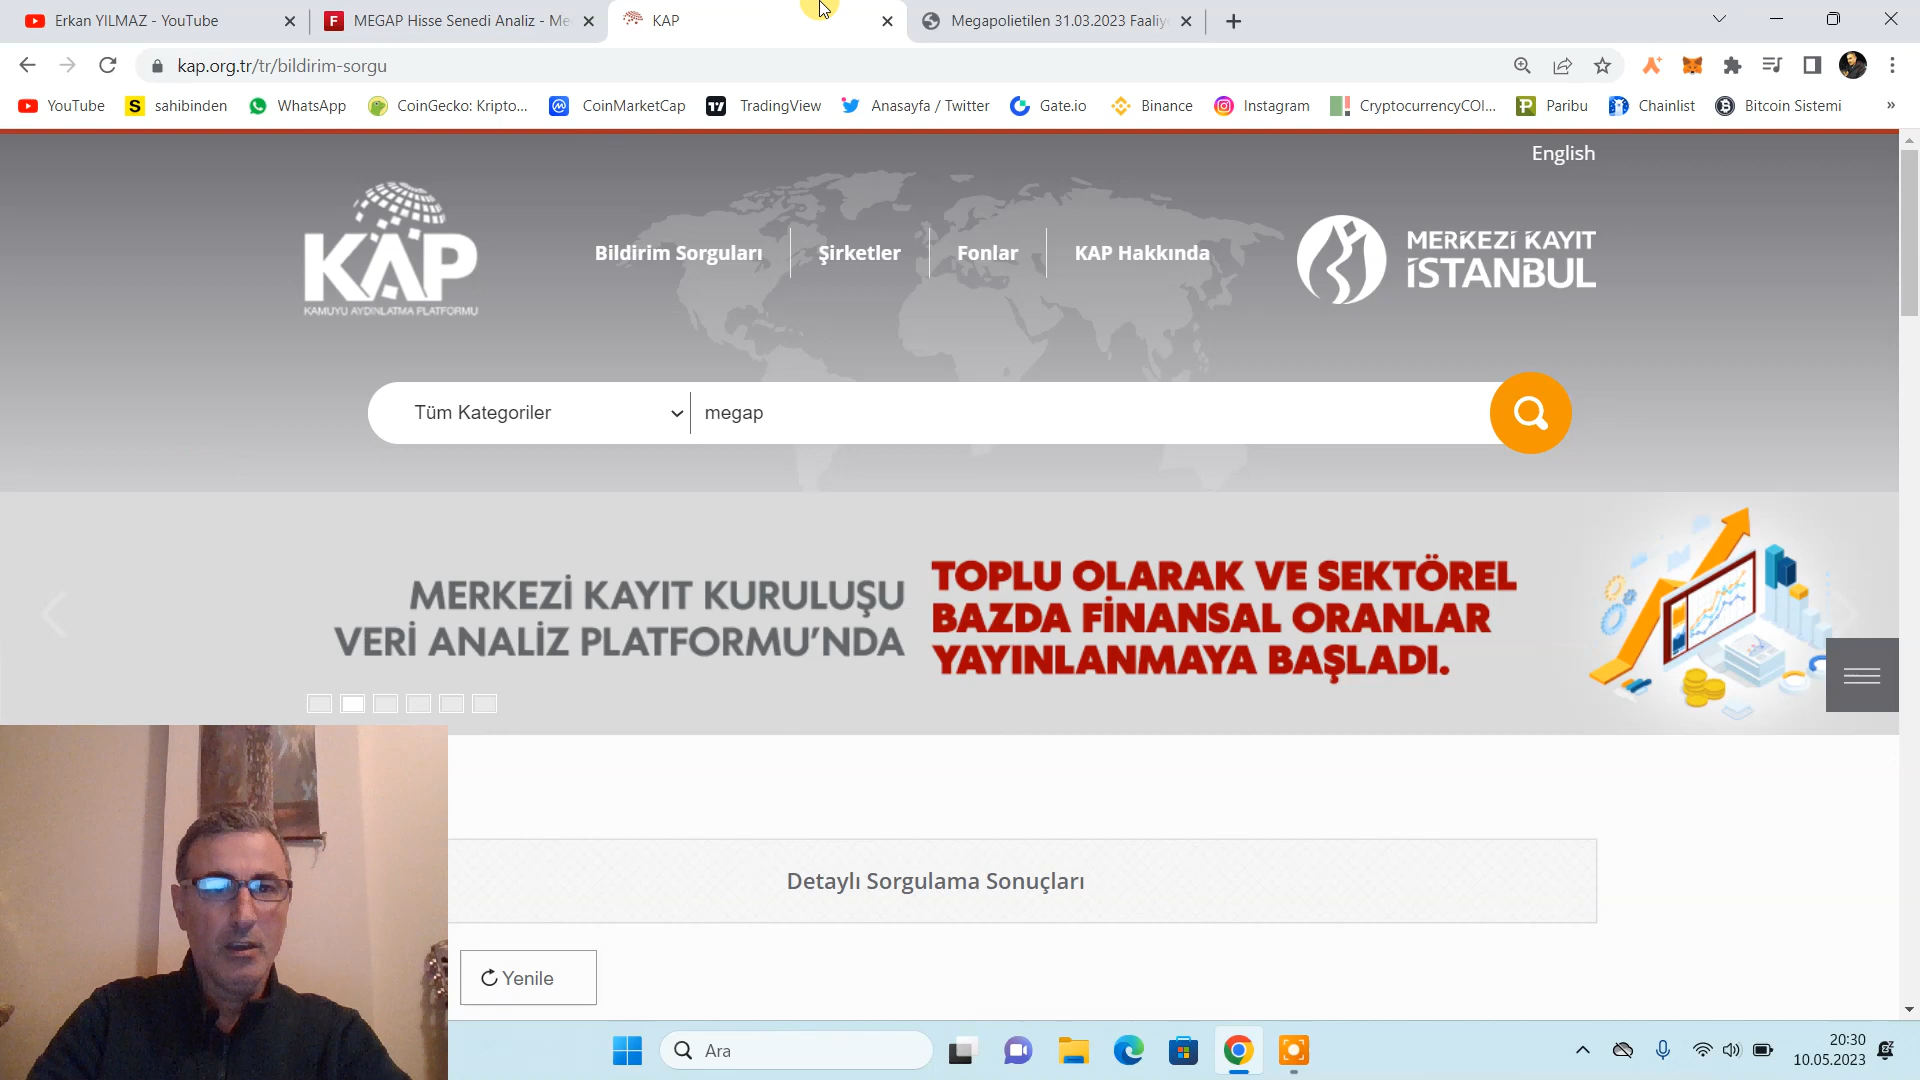 Erkan YILMAZ - YouTube
MEGAP Hisse Senedi Analiz - Me
KAP
Megapolietilen 31.03.2023 Faaliye
kap.org.tr/tr/bildirim-sorgu
YouTube
sahibinden
WhatsApp
CoinGecko: Kripto...
CoinMarketCap
TradingView
Anasayfa / Twitter
Gate.io
Binance
Instagram
CryptocurrencyCOI...
Paribu
Chainlist
Bitcoin Sistemi
»
English
KAP
KAMUYU AYDINLATMA PLATFORMU
Bildirim Sorguları
Şirketler
Fonlar
KAP Hakkında
MERKEZİ KAYIT
İSTANBUL
Tüm Kategoriler
megap
MERKEZİ KAYIT KURULUŞU
VERİ ANALİZ PLATFORMU'NDA
TOPLU OLARAK VE SEKTÖREL
BAZDA FİNANSAL ORANLAR
YAYINLANMAYA BAŞLADI.
Detaylı Sorgulama Sonuçları
Yenile
Ara
20:30
10.05.2023